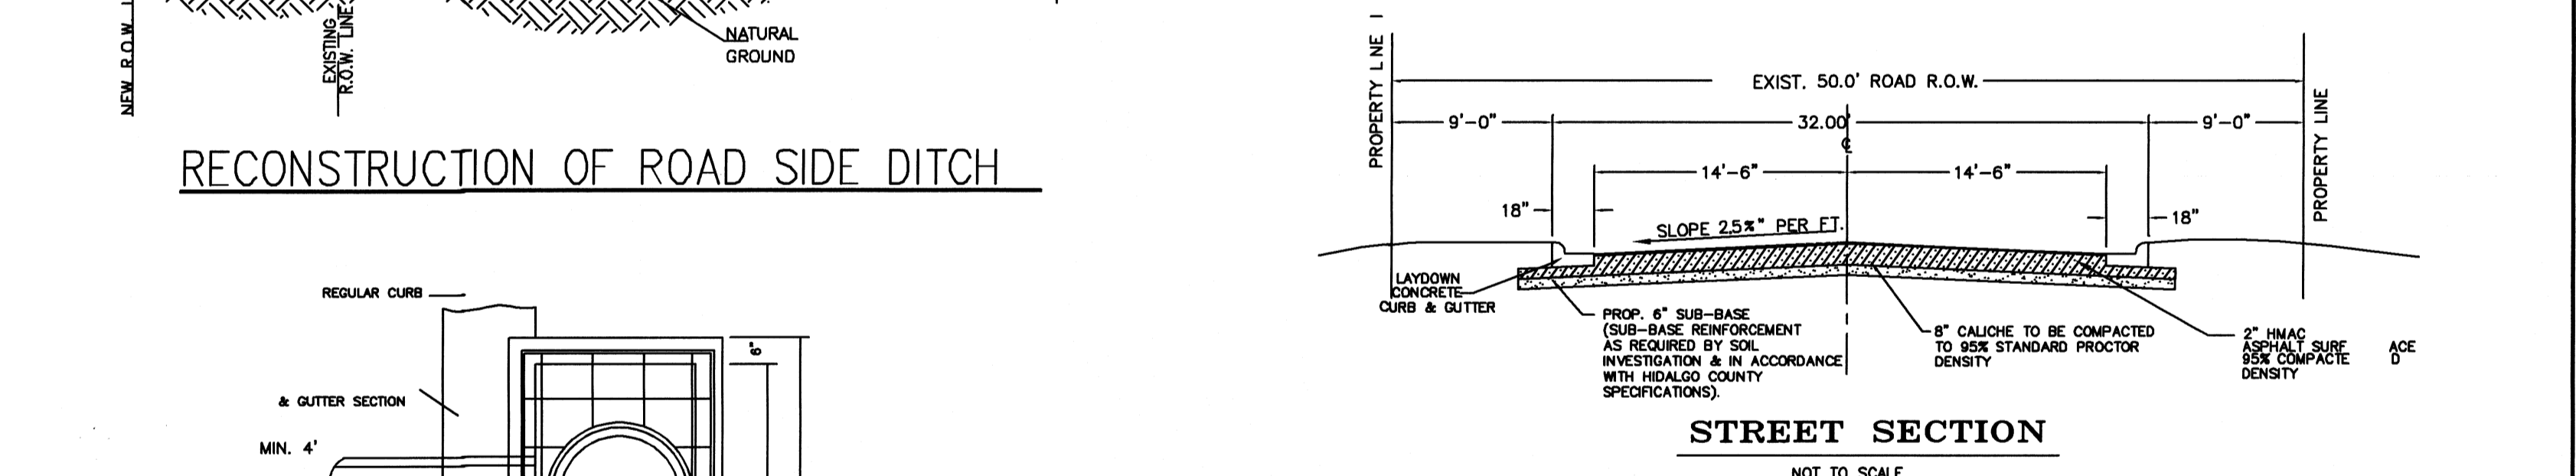 NEW R.O.W. L
EXISTING
R.O.W. LINE
NATURAL
GROUND
RECONSTRUCTION OF ROAD SIDE DITCH
REGULAR CURB
& GUTTER SECTION
MIN. 4'
6"
PROPERTY LNE
EXIST. 50.0' ROAD R.O.W.
9'-0"
32.00'
9'-0"
PROPERTY LINE
℄
14'-6"
14'-6"
18"
18"
SLOPE 2.5%" PER FT.
LAYDOWN
CONCRETE
CURB & GUTTER
PROP. 6" SUB-BASE
(SUB-BASE REINFORCEMENT
AS REQUIRED BY SOIL
INVESTIGATION & IN ACCORDANCE
WITH HIDALGO COUNTY
SPECIFICATIONS).
8" CALICHE TO BE COMPACTED
TO 95% STANDARD PROCTOR
DENSITY
2" HMAC
ASPHALT SURF ACE
95% COMPACTE D
DENSITY
STREET SECTION
NOT TO SCALE